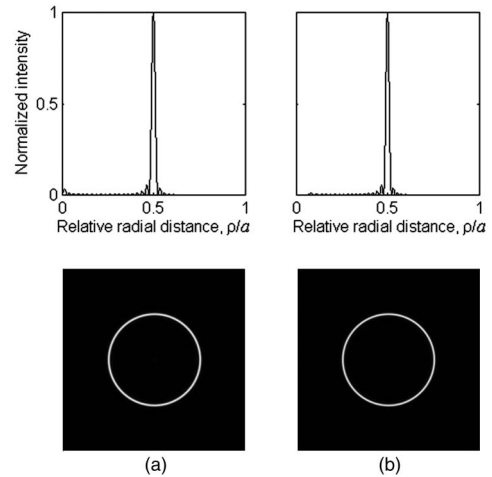 Normalized intensity
1
0.5
0
0 0.5 1
Relative radial distance, ρ/a
0 0.5 1
Relative radial distance, ρ/a
(a) (b)